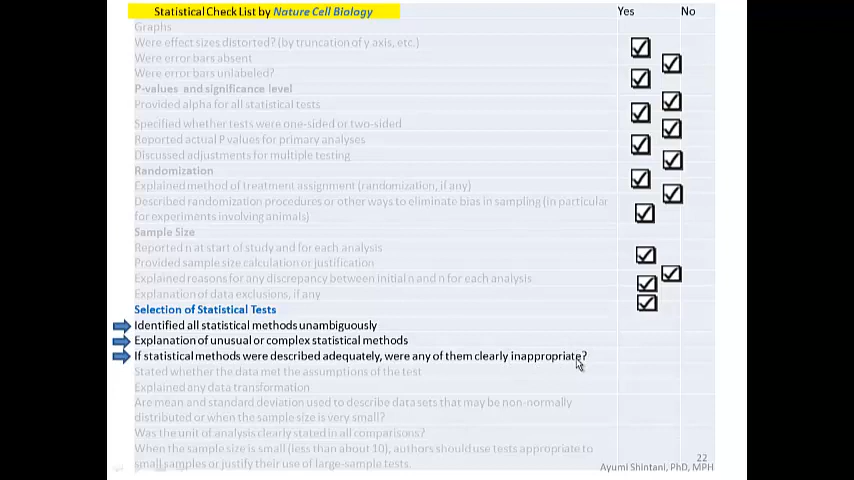 Statistical Check List by Nature Cell Biology Yes No
Graphs
Were effect sizes distorted? (by truncation of y axis, etc.)
Were error bars absent
Were error bars unlabeled?
P-values and significance level
Provided alpha for all statistical tests
Specified whether tests were one-sided or two-sided
Reported actual P values for primary analyses
Discussed adjustments for multiple testing
Randomization
Explained method of treatment assignment (randomization, if any)
Described randomization procedures or other ways to eliminate bias in sampling (in particular
for experiments involving animals)
Sample Size
Reported n at start of study and for each analysis
Provided sample size calculation or justification
Explained reasons for any discrepancy between initial n and n for each analysis
Explanation of data exclusions, if any
Selection of Statistical Tests
Identified all statistical methods unambiguously
Explanation of unusual or complex statistical methods
If statistical methods were described adequately, were any of them clearly inappropriate?
Stated whether the data met the assumptions of the test
Explained any data transformation
Are mean and standard deviation used to describe data sets that may be non-normally
distributed or when the sample size is very small?
Was the unit of analysis clearly stated in all comparisons?
When the sample size is small (less than about 10), authors should use tests appropriate to
small samples or justify their use of large-sample tests.
22
Ayumi Shintani, PhD, MPH